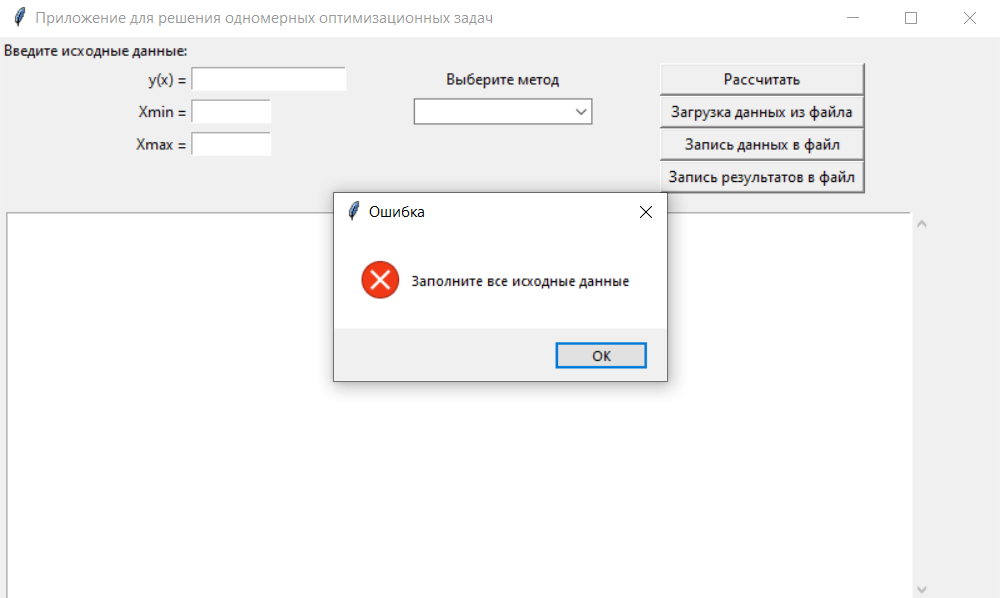 Приложение для решения одномерных оптимизационных задач
Введите исходные данные:
y(x) =
Xmin =
Xmax =
Выберите метод
Рассчитать
Загрузка данных из файла
Запись данных в файл
Запись результатов в файл
Ошибка
Заполните все исходные данные
ОК